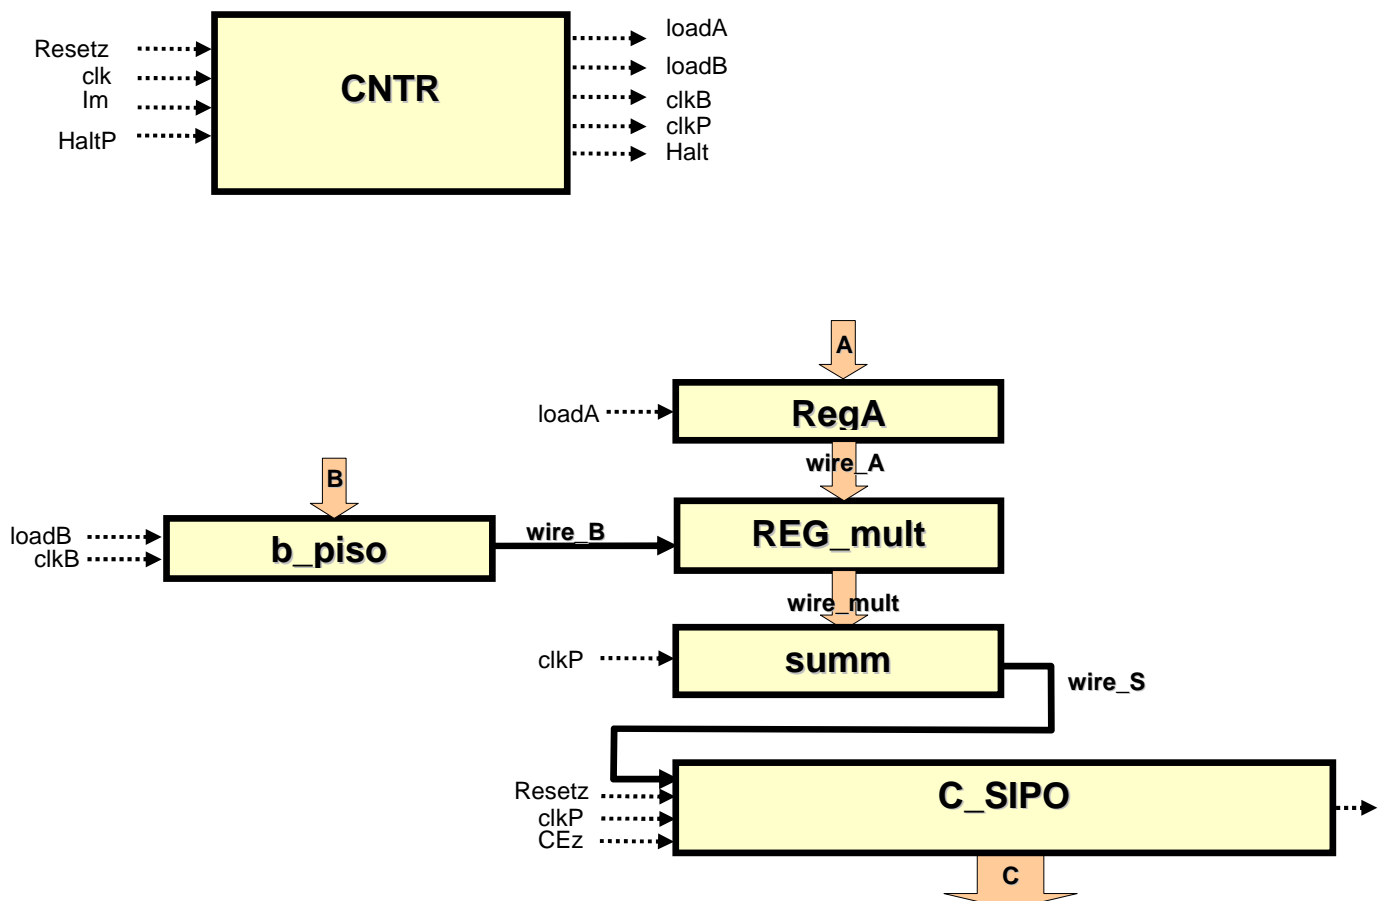 Resetz
clk
Im
HaltP
CNTR
loadA
loadB
clkB
clkP
Halt
A
loadA
RegA
wire_A
B
loadB
clkB
b_piso
wire_B
REG_mult
wire_mult
clkP
summ
wire_S
Resetz
clkP
CEz
C_SIPO
C